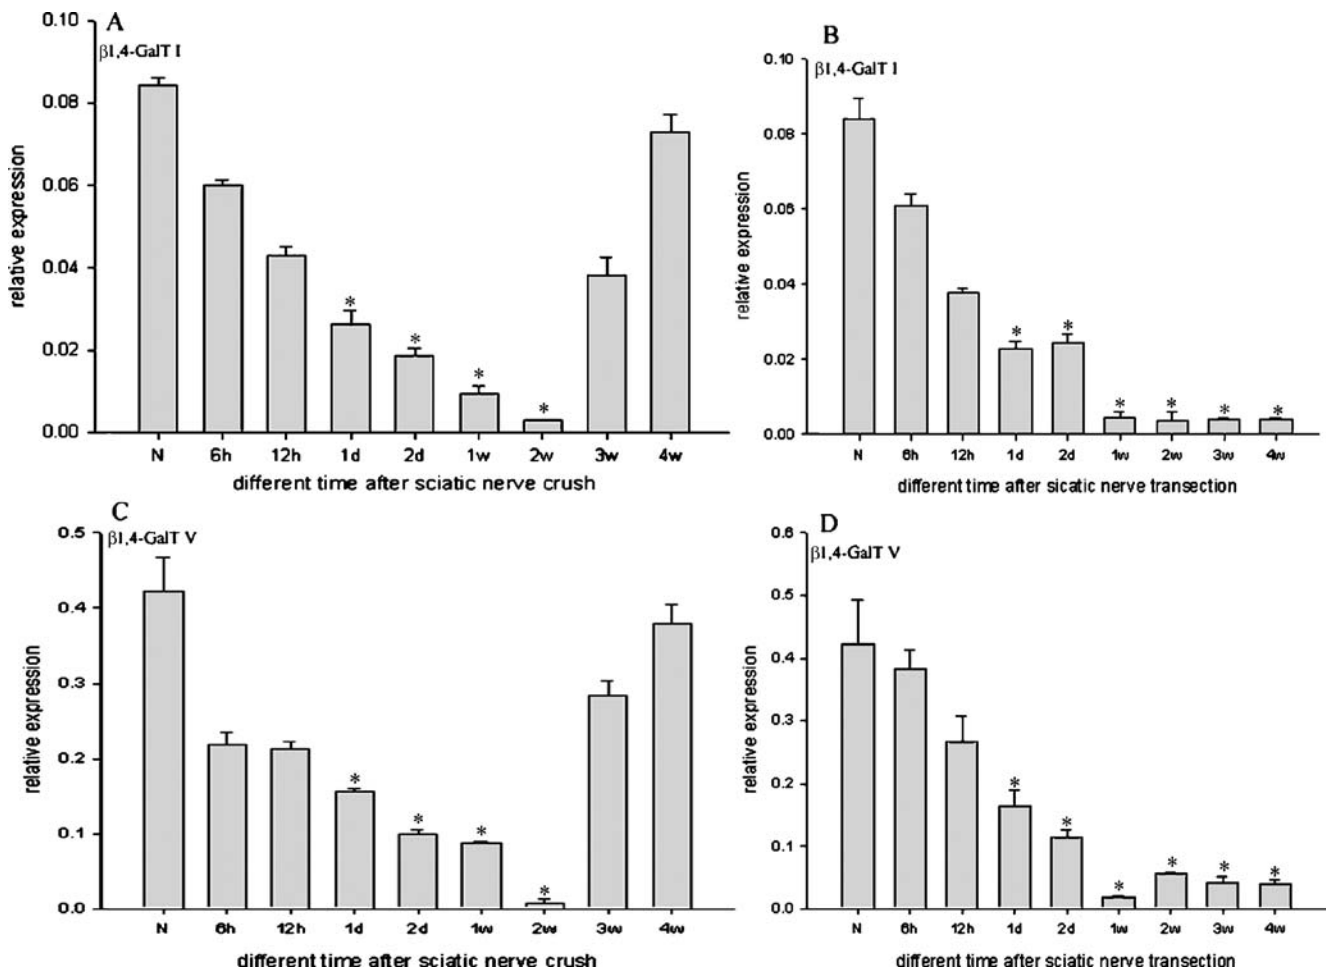 A
β1,4-GalT I
0.10
0.08
0.06
0.04
0.02
0.00
relative expression
* * * *
N 6h 12h 1d 2d 1w 2w 3w 4w
different time after sciatic nerve crush
B
β1,4-GalT I
0.10
0.08
0.06
0.04
0.02
0.00
relative expression
* * * * * *
N 6h 12h 1d 2d 1w 2w 3w 4w
different time after sicatic nerve transection
C
β1,4-GalT V
0.5
0.4
0.3
0.2
0.1
0.0
relative expression
* * * *
N 6h 12h 1d 2d 1w 2w 3w 4w
different time after sciatic nerve crush
D
β1,4-GalT V
0.6
0.5
0.4
0.3
0.2
0.1
0.0
relative expression
* * * * * *
N 6h 12h 1d 2d 1w 2w 3w 4w
different time after sciatic nerve transection